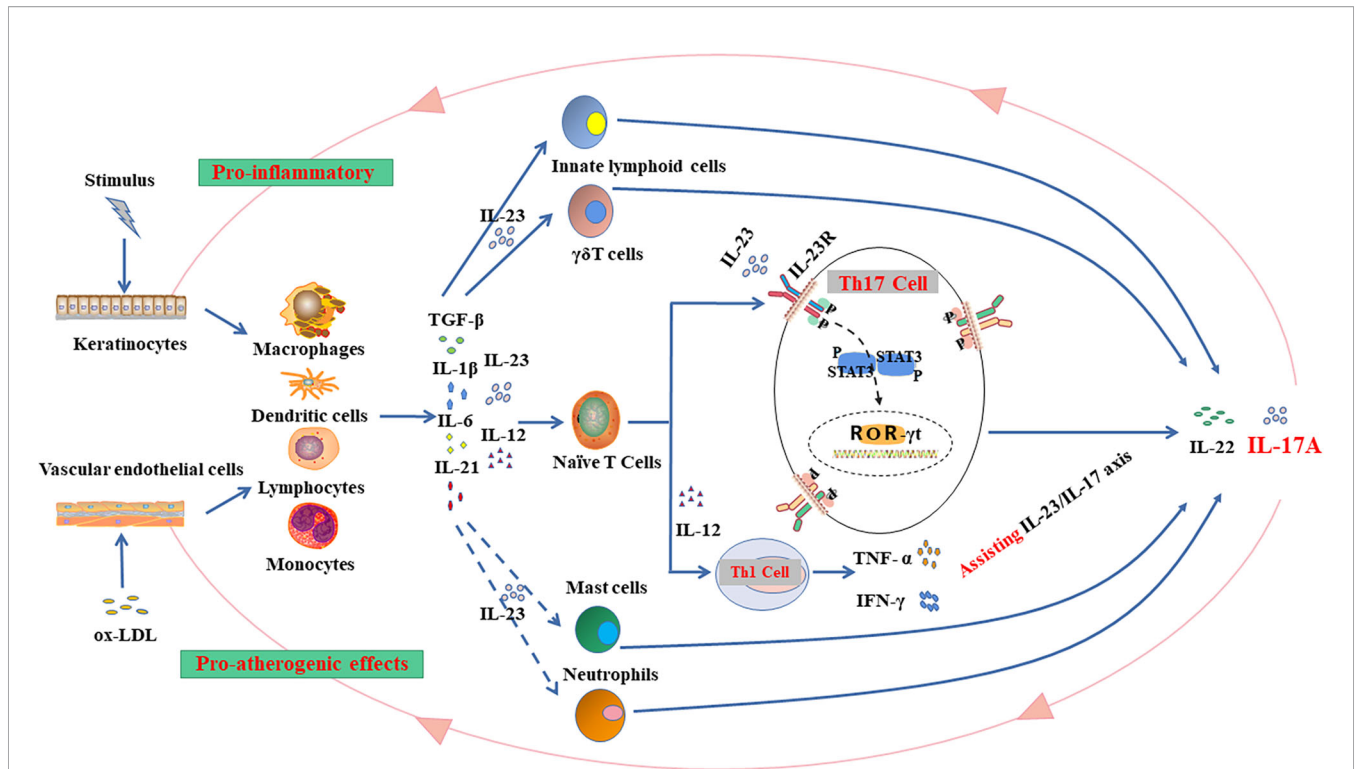 Pro-inflammatory
Stimulus
Keratinocytes
Macrophages
Dendritic cells
Vascular endothelial cells
Lymphocytes
Monocytes
ox-LDL
Pro-atherogenic effects
TGF-β
IL-1β
IL-23
IL-6
IL-12
IL-21
IL-23
Innate lymphoid cells
γδT cells
Naïve T Cells
IL-23
Mast cells
Neutrophils
IL-23
IL-23R
Th17 Cell
P
P
P
P
P
STAT3
STAT3
P
ROR-γt
P
P
IL-12
Th1 Cell
TNF- α
IFN-γ
Assisting IL-23/IL-17 axis
IL-22
IL-17A